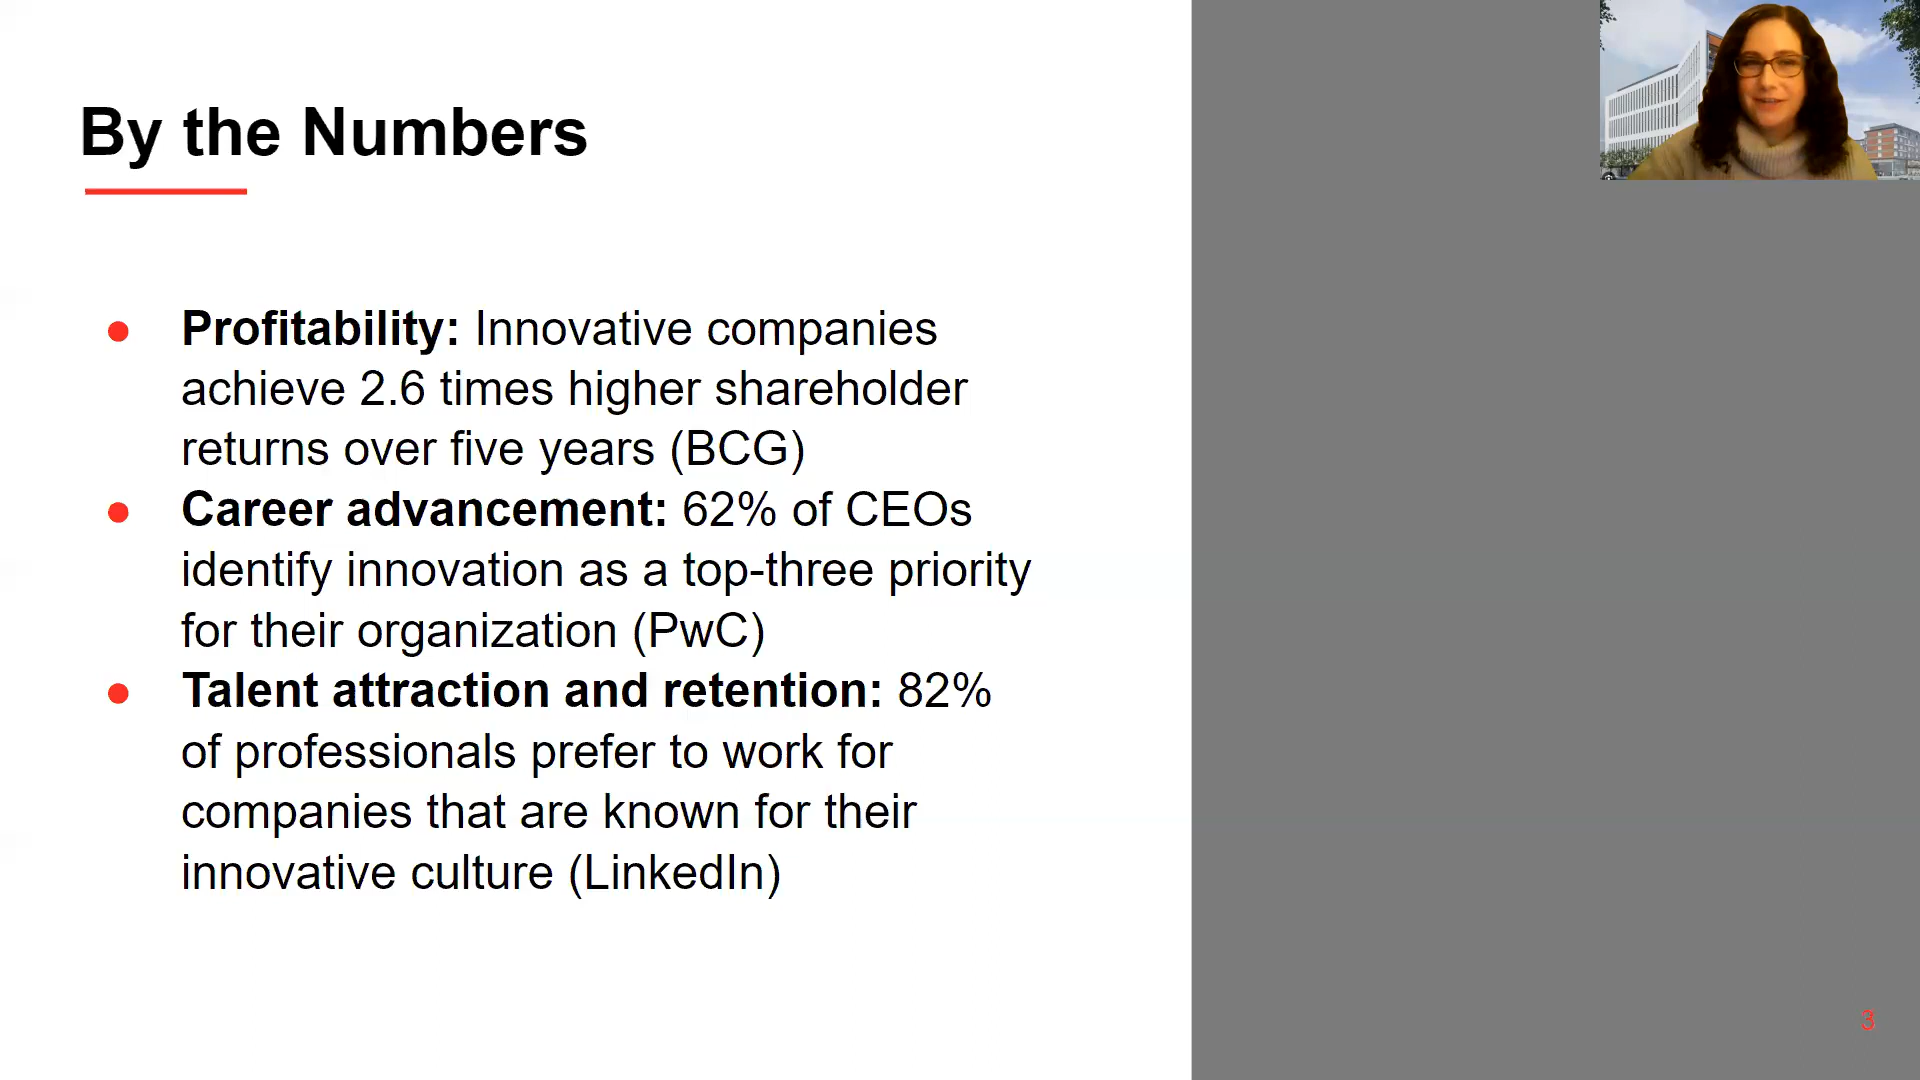 By the Numbers
● Profitability: Innovative companies
achieve 2.6 times higher shareholder
returns over five years (BCG)
● Career advancement: 62% of CEOs
identify innovation as a top-three priority
for their organization (PwC)
● Talent attraction and retention: 82%
of professionals prefer to work for
companies that are known for their
innovative culture (LinkedIn)
3